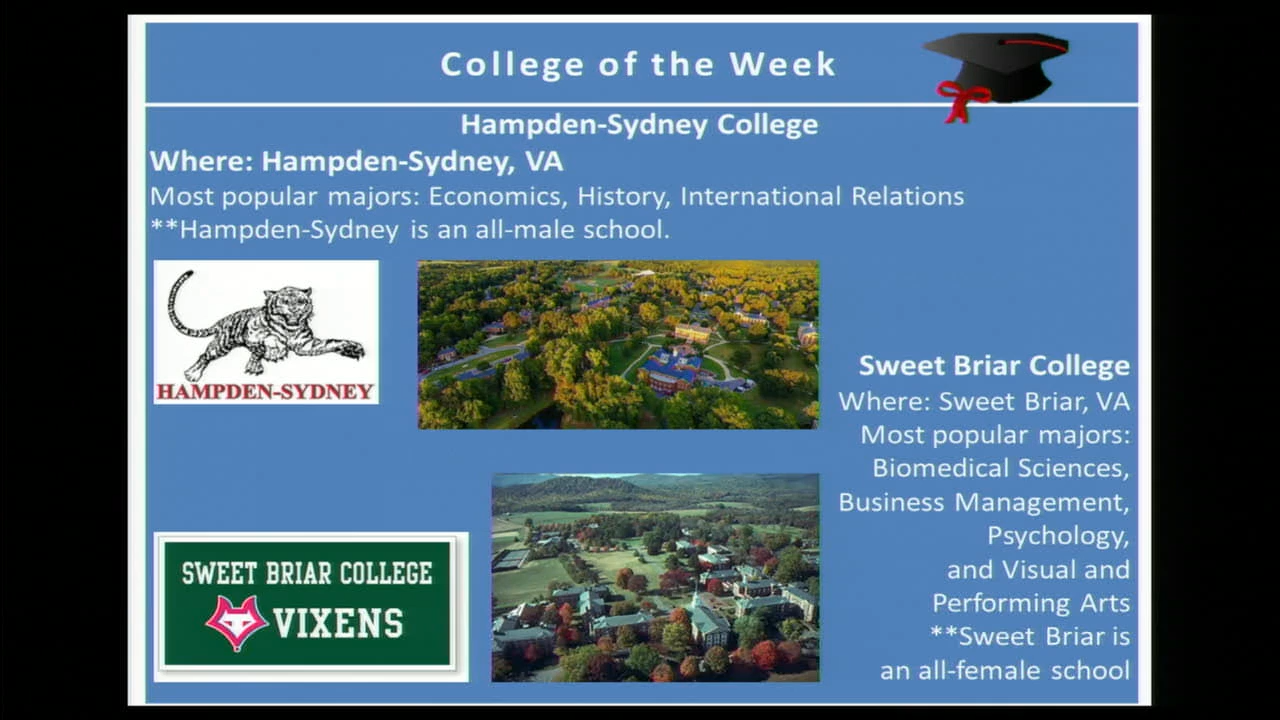 College of the Week
Hampden-Sydney College
Where: Hampden-Sydney, VA
Most popular majors: Economics, History, International Relations
**Hampden-Sydney is an all-male school.
HAMPDEN-SYDNEY
Sweet Briar College
Where: Sweet Briar, VA
Most popular majors:
Biomedical Sciences,
Business Management,
Psychology,
and Visual and
Performing Arts
**Sweet Briar is
an all-female school
SWEET BRIAR COLLEGE
VIXENS